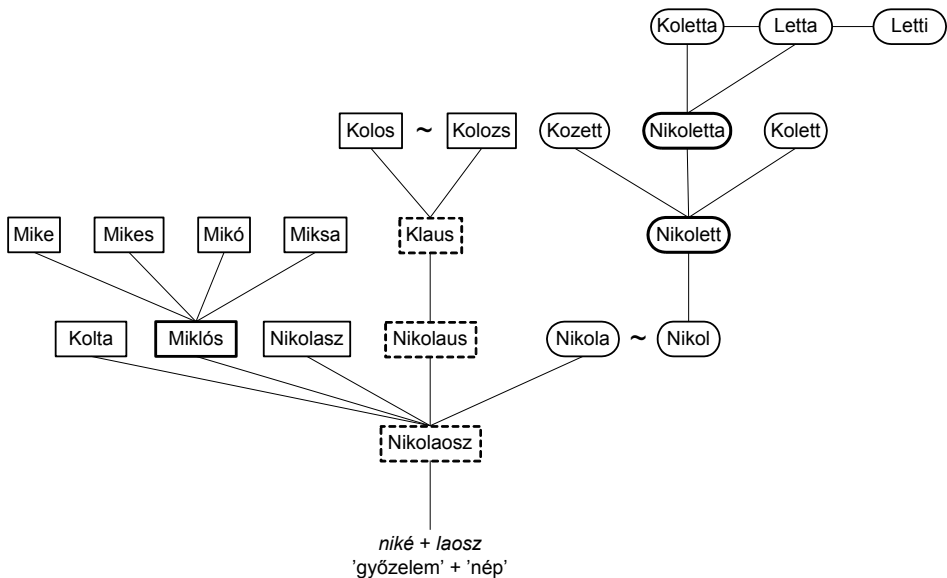 Koletta Letta Letti
Kolos ~ Kolozs Kozett Nikoletta Kolett
Mike Mikes Mikó Miksa Klaus Nikolett
Kolta Miklós Nikolasz Nikolaus Nikola ~ Nikol
Nikolaosz
niké + laosz
’győzelem’ + ’nép’